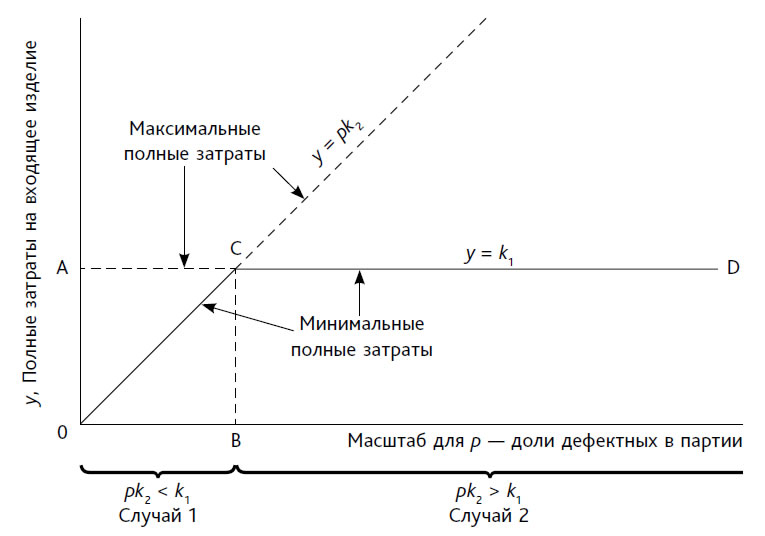 y, Полные затраты на входящее изделие
Максимальные
полные затраты
y = pk₂
C
A
y = k₁
D
Минимальные
полные затраты
0
B
Масштаб для p — доли дефектных в партии
pk₂ < k₁
Случай 1
pk₂ > k₁
Случай 2